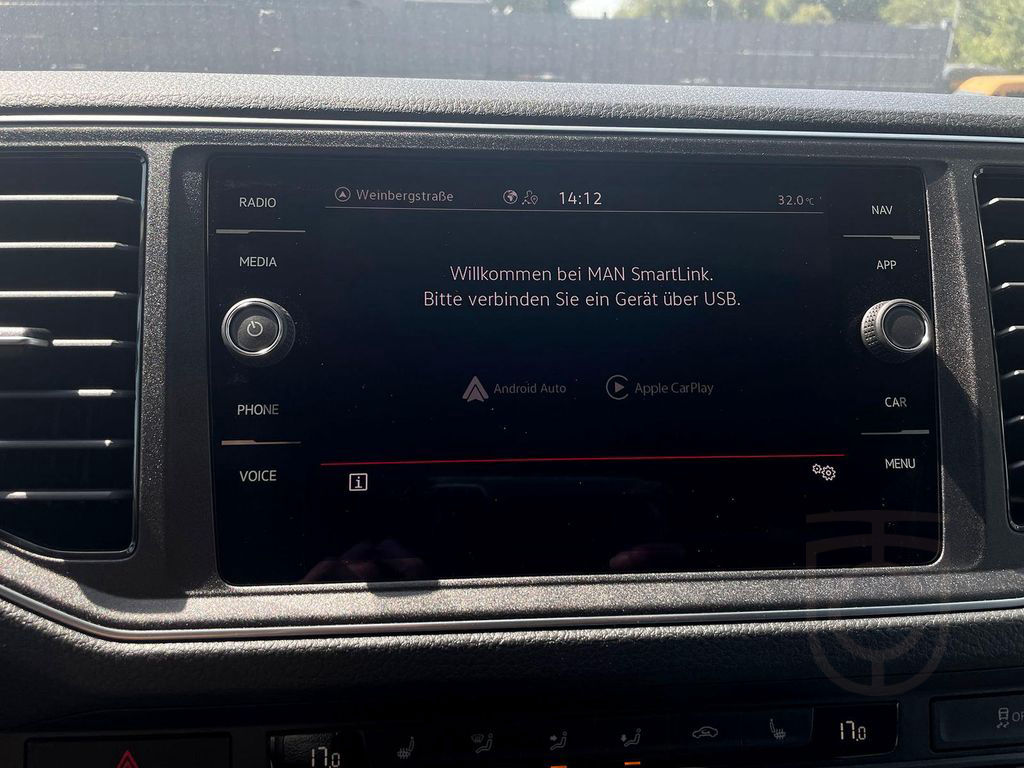 RADIO
Weinbergstraße
14:12
32.0°C
NAV
MEDIA
APP
Willkommen bei MAN SmartLink.
Bitte verbinden Sie ein Gerät über USB.
Android Auto
Apple CarPlay
PHONE
CAR
VOICE
MENU
i
17.0
17.0